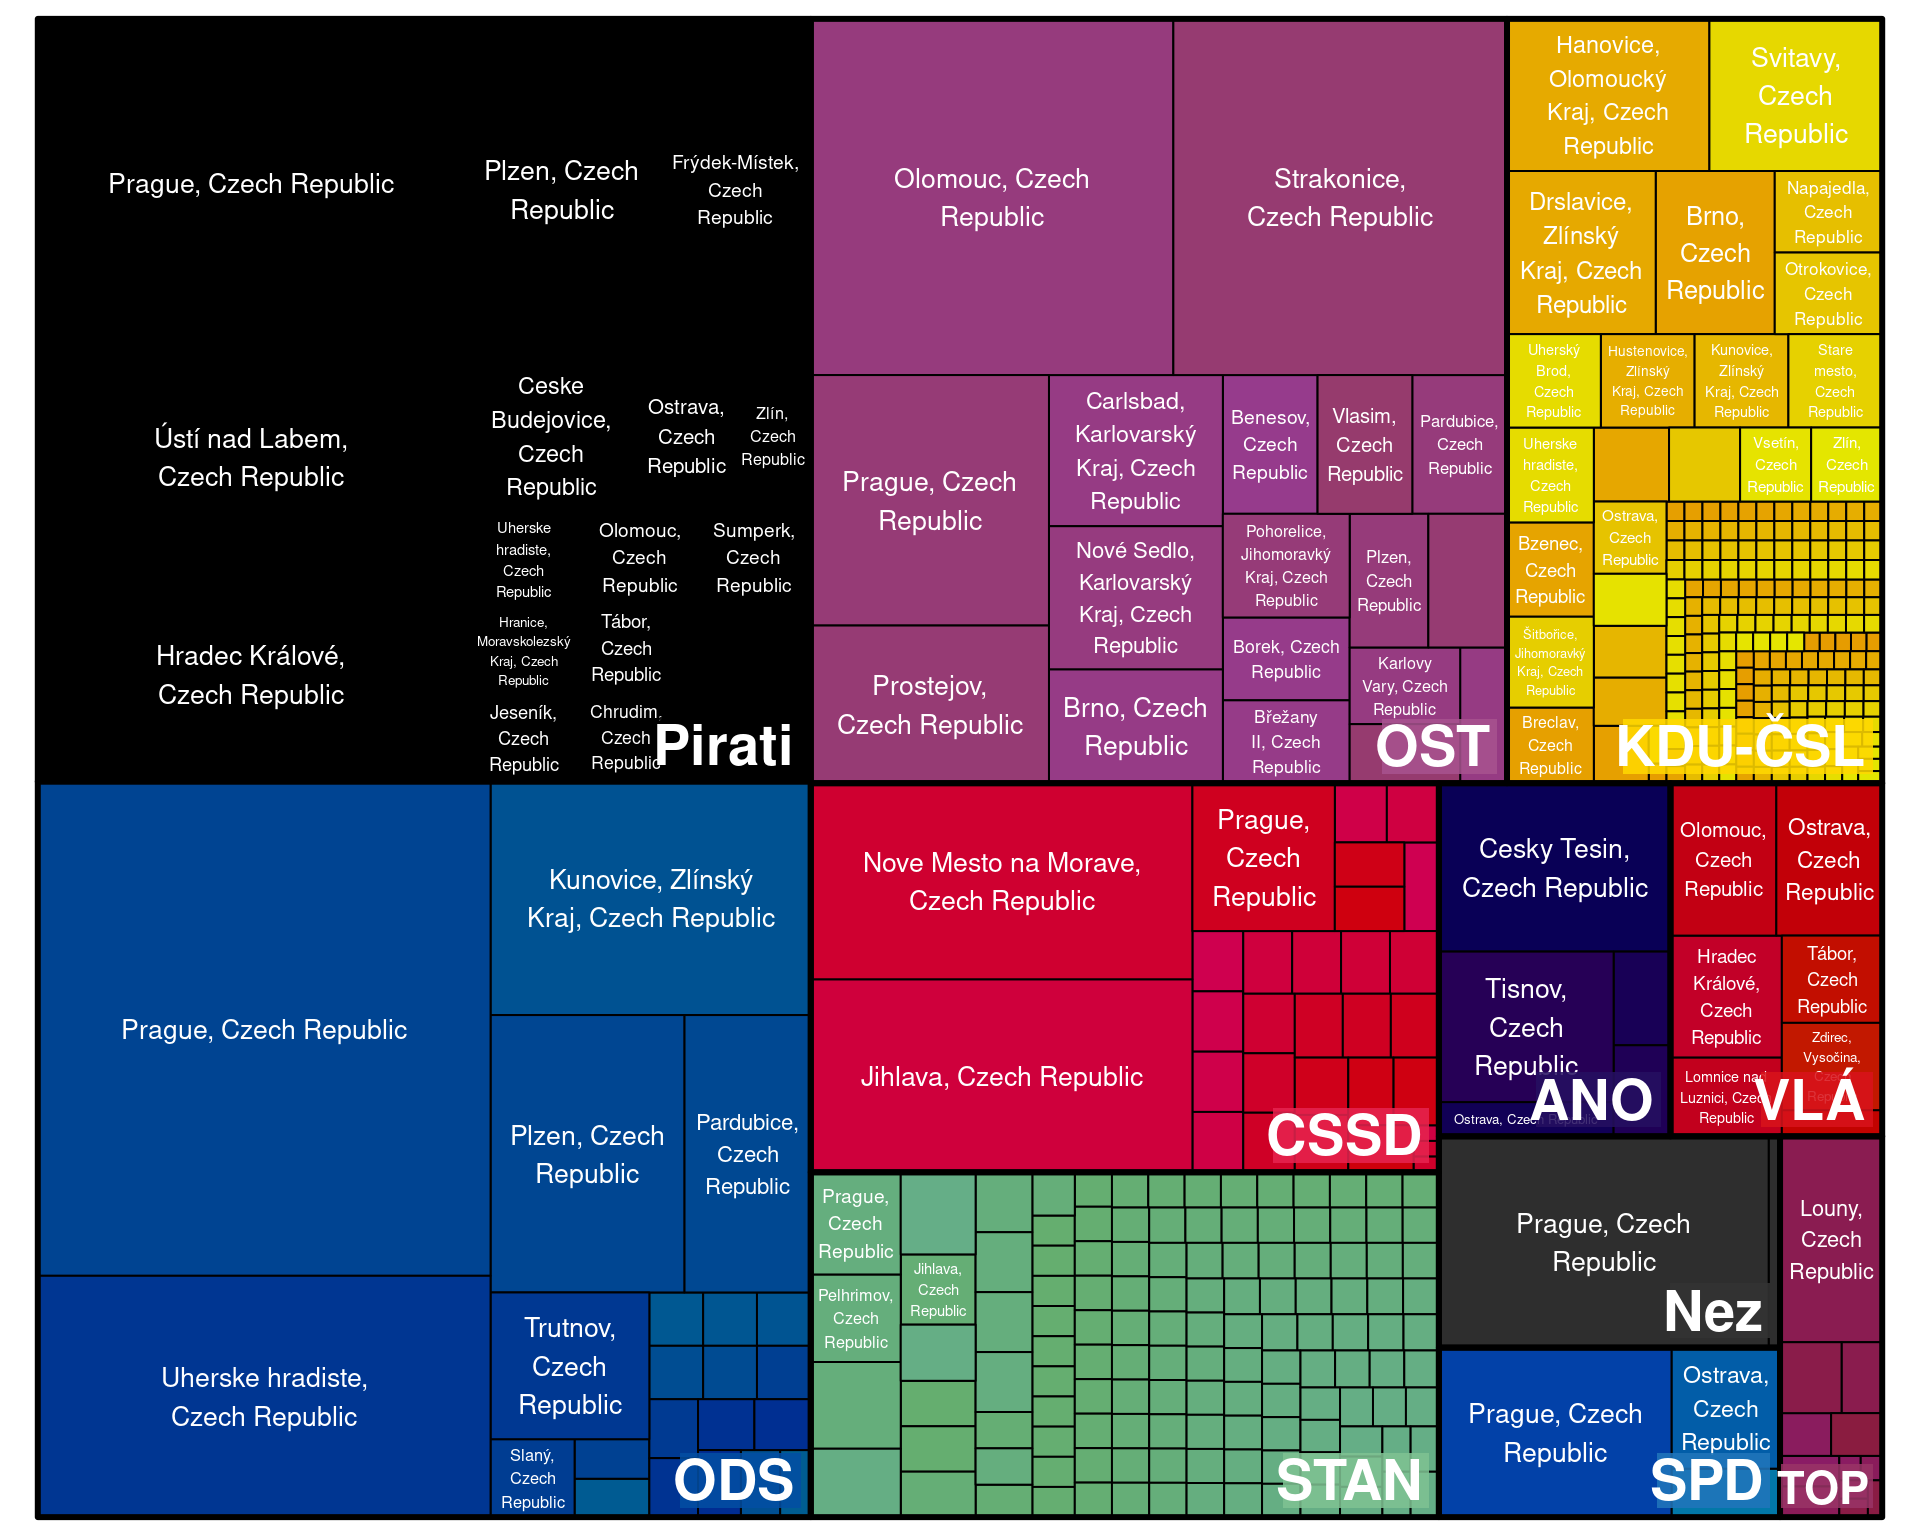 Prague, Czech Republic
Plzen, Czech
Republic
Frýdek-Místek,
Czech
Republic
Ústí nad Labem,
Czech Republic
Ceske
Budejovice,
Czech
Republic
Ostrava,
Czech
Republic
Zlín,
Czech
Republic
Hradec Králové,
Czech Republic
Uherske
hradiste,
Czech
Republic
Olomouc,
Czech
Republic
Sumperk,
Czech
Republic
Hranice,
Moravskolezský
Kraj, Czech
Republic
Tábor,
Czech
Republic
Jeseník,
Czech
Republic
Chrudim,
Czech
Republic
Pirati
Olomouc, Czech
Republic
Strakonice,
Czech Republic
Prague, Czech
Republic
Prostejov,
Czech Republic
Carlsbad,
Karlovarský
Kraj, Czech
Republic
Nové Sedlo,
Karlovarský
Kraj, Czech
Republic
Brno, Czech
Republic
Benesov,
Czech
Republic
Vlasim,
Czech
Republic
Pardubice,
Czech
Republic
Pohorelice,
Jihomoravký
Kraj, Czech
Republic
Plzen,
Czech
Republic
Borek, Czech
Republic
Břežany
II, Czech
Republic
Karlovy
Vary, Czech
Republic
OST
Hanovice,
Olomoucký
Kraj, Czech
Republic
Svitavy,
Czech
Republic
Drslavice,
Zlínský
Kraj, Czech
Republic
Brno,
Czech
Republic
Napajedla,
Czech
Republic
Otrokovice,
Czech
Republic
Uherský
Brod,
Czech
Republic
Hustenovice,
Zlínský
Kraj, Czech
Republic
Kunovice,
Zlínský
Kraj, Czech
Republic
Stare
mesto,
Czech
Republic
Uherske
hradiste,
Czech
Republic
Vsetín,
Czech
Republic
Zlín,
Czech
Republic
Ostrava,
Czech
Republic
Bzenec,
Czech
Republic
Šitbořice,
Jihomoravký
Kraj, Czech
Republic
Breclav,
Czech
Republic
KDU-ČSL
Prague, Czech Republic
Uherske hradiste,
Czech Republic
Kunovice, Zlínský
Kraj, Czech Republic
Plzen, Czech
Republic
Pardubice,
Czech
Republic
Trutnov,
Czech
Republic
Slaný,
Czech
Republic
ODS
Nove Mesto na Morave,
Czech Republic
Jihlava, Czech Republic
Prague,
Czech
Republic
CSSD
Prague,
Czech
Republic
Pelhrimov,
Czech
Republic
Jihlava,
Czech
Republic
STAN
Cesky Tesin,
Czech Republic
Tisnov,
Czech
Republic
Ostrava, Czech Republic
ANO
Olomouc,
Czech
Republic
Ostrava,
Czech
Republic
Hradec
Králové,
Czech
Republic
Tábor,
Czech
Republic
Zdirec,
Vysočina,
Czech
Republic
Lomnice nad
Luznici, Czech
Republic
VLÁ
Prague, Czech
Republic
Nez
Prague, Czech
Republic
Ostrava,
Czech
Republic
SPD
Louny,
Czech
Republic
TOP